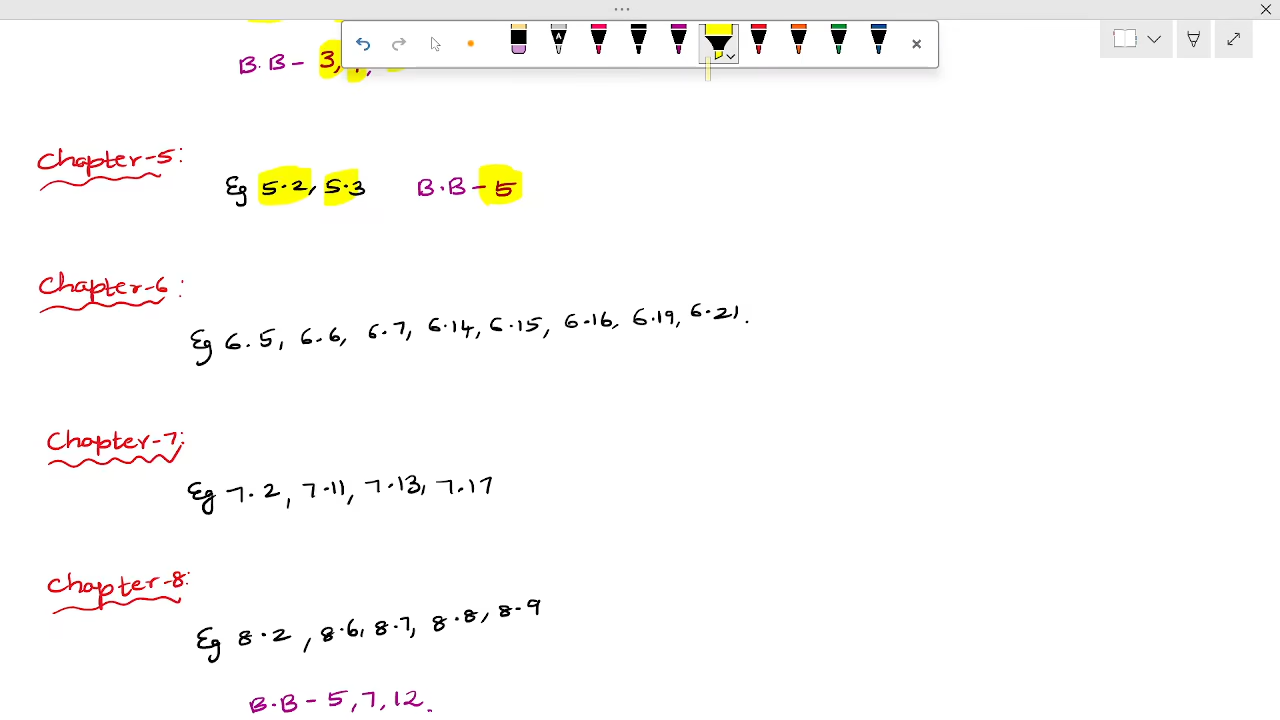 B.B - 3,
Chapter-5:
Eg 5.2, 5.3 B.B - 5
Chapter-6:
Eg 6.5, 6.6, 6.7, 6.14, 6.15, 6.16, 6.19, 6.21.
Chapter-7:
Eg 7.2, 7.11, 7.13, 7.17
Chapter-8:
Eg 8.2, 8.6, 8.7, 8.8, 8.9
B.B - 5, 7, 12.